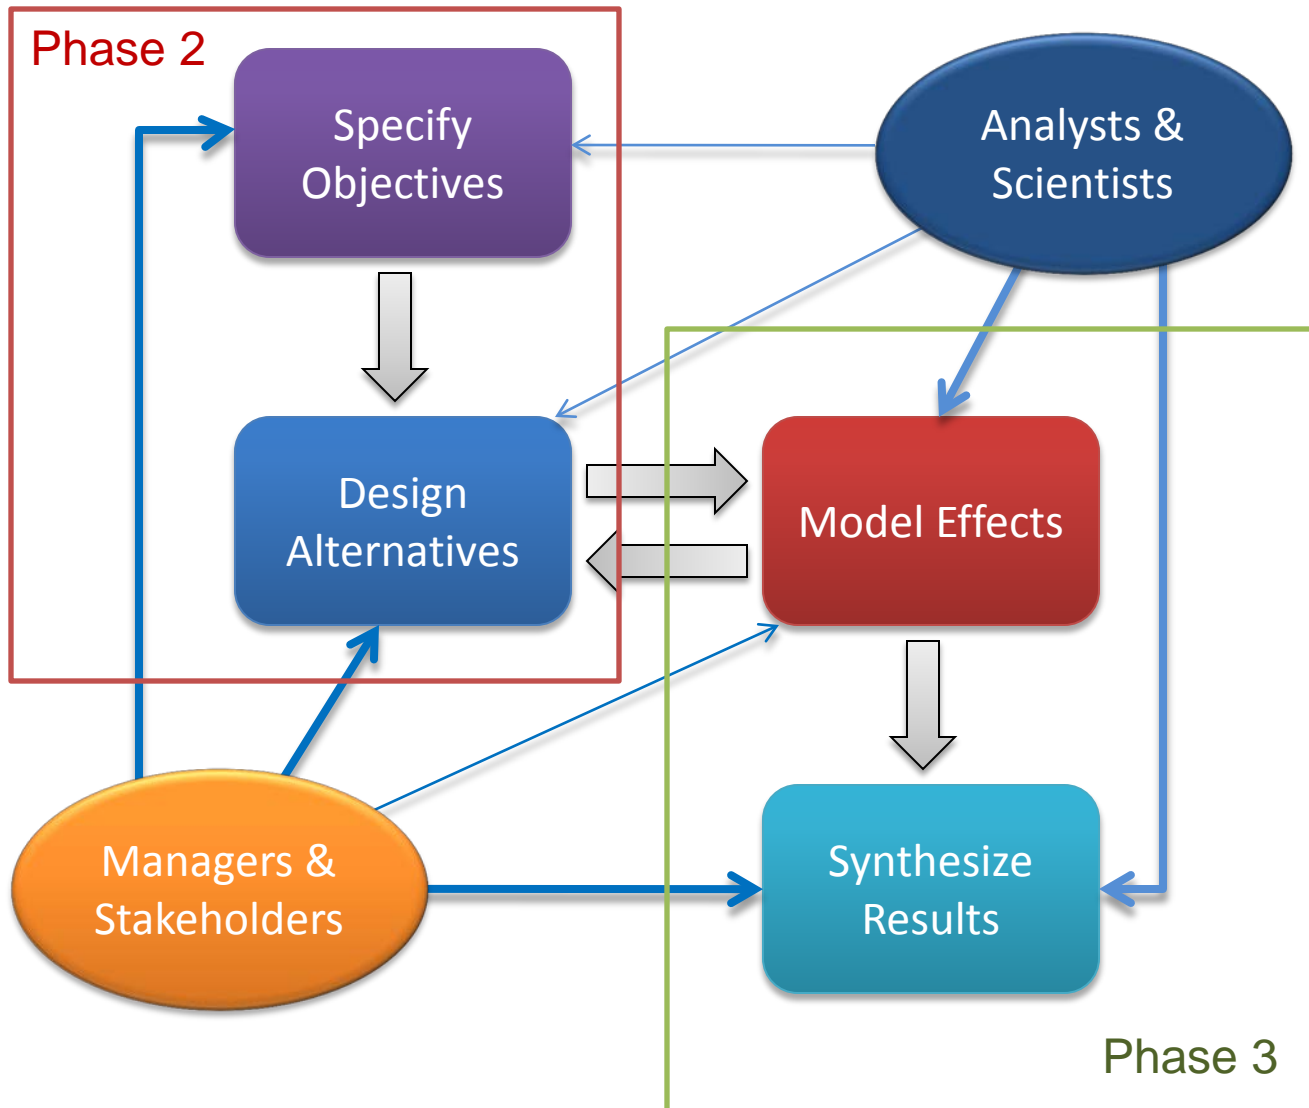 Phase 2
Specify
Objectives
Analysts &
Scientists
Design
Alternatives
Model Effects
Managers &
Stakeholders
Synthesize
Results
Phase 3